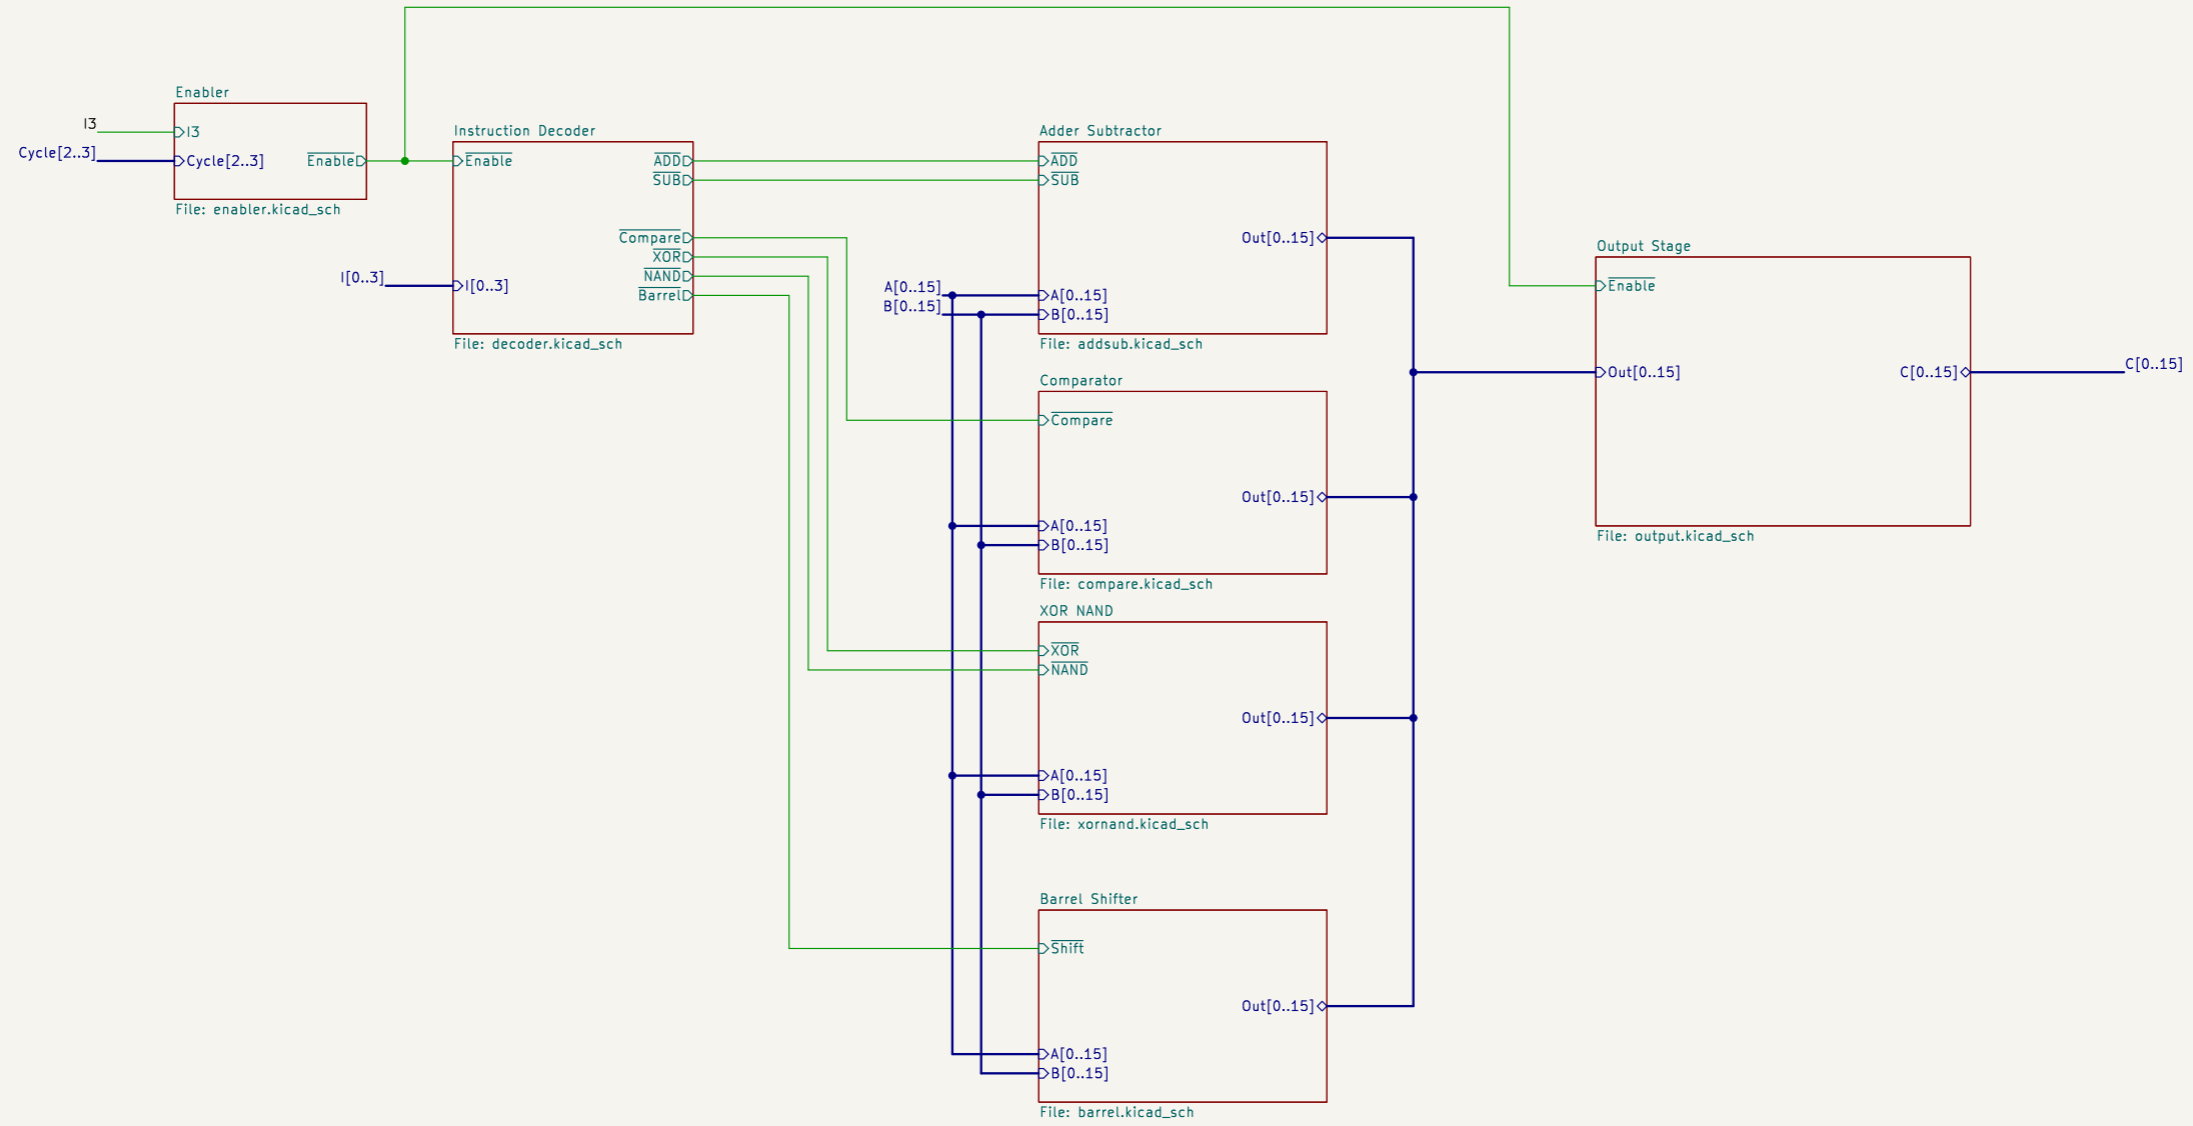 Enabler
I3
I3
Cycle[2..3]
Cycle[2..3]
Enable
File: enabler.kicad_sch
Instruction Decoder
Enable
ADD
SUB
Compare
XOR
NAND
Barrel
I[0..3]
I[0..3]
File: decoder.kicad_sch
Adder Subtractor
ADD
SUB
Out[0..15]
A[0..15]
B[0..15]
A[0..15]
B[0..15]
File: addsub.kicad_sch
Comparator
Compare
Out[0..15]
A[0..15]
B[0..15]
File: compare.kicad_sch
XOR NAND
XOR
NAND
Out[0..15]
A[0..15]
B[0..15]
File: xornand.kicad_sch
Barrel Shifter
Shift
Out[0..15]
A[0..15]
B[0..15]
File: barrel.kicad_sch
Output Stage
Enable
Out[0..15]
C[0..15]
C[0..15]
File: output.kicad_sch